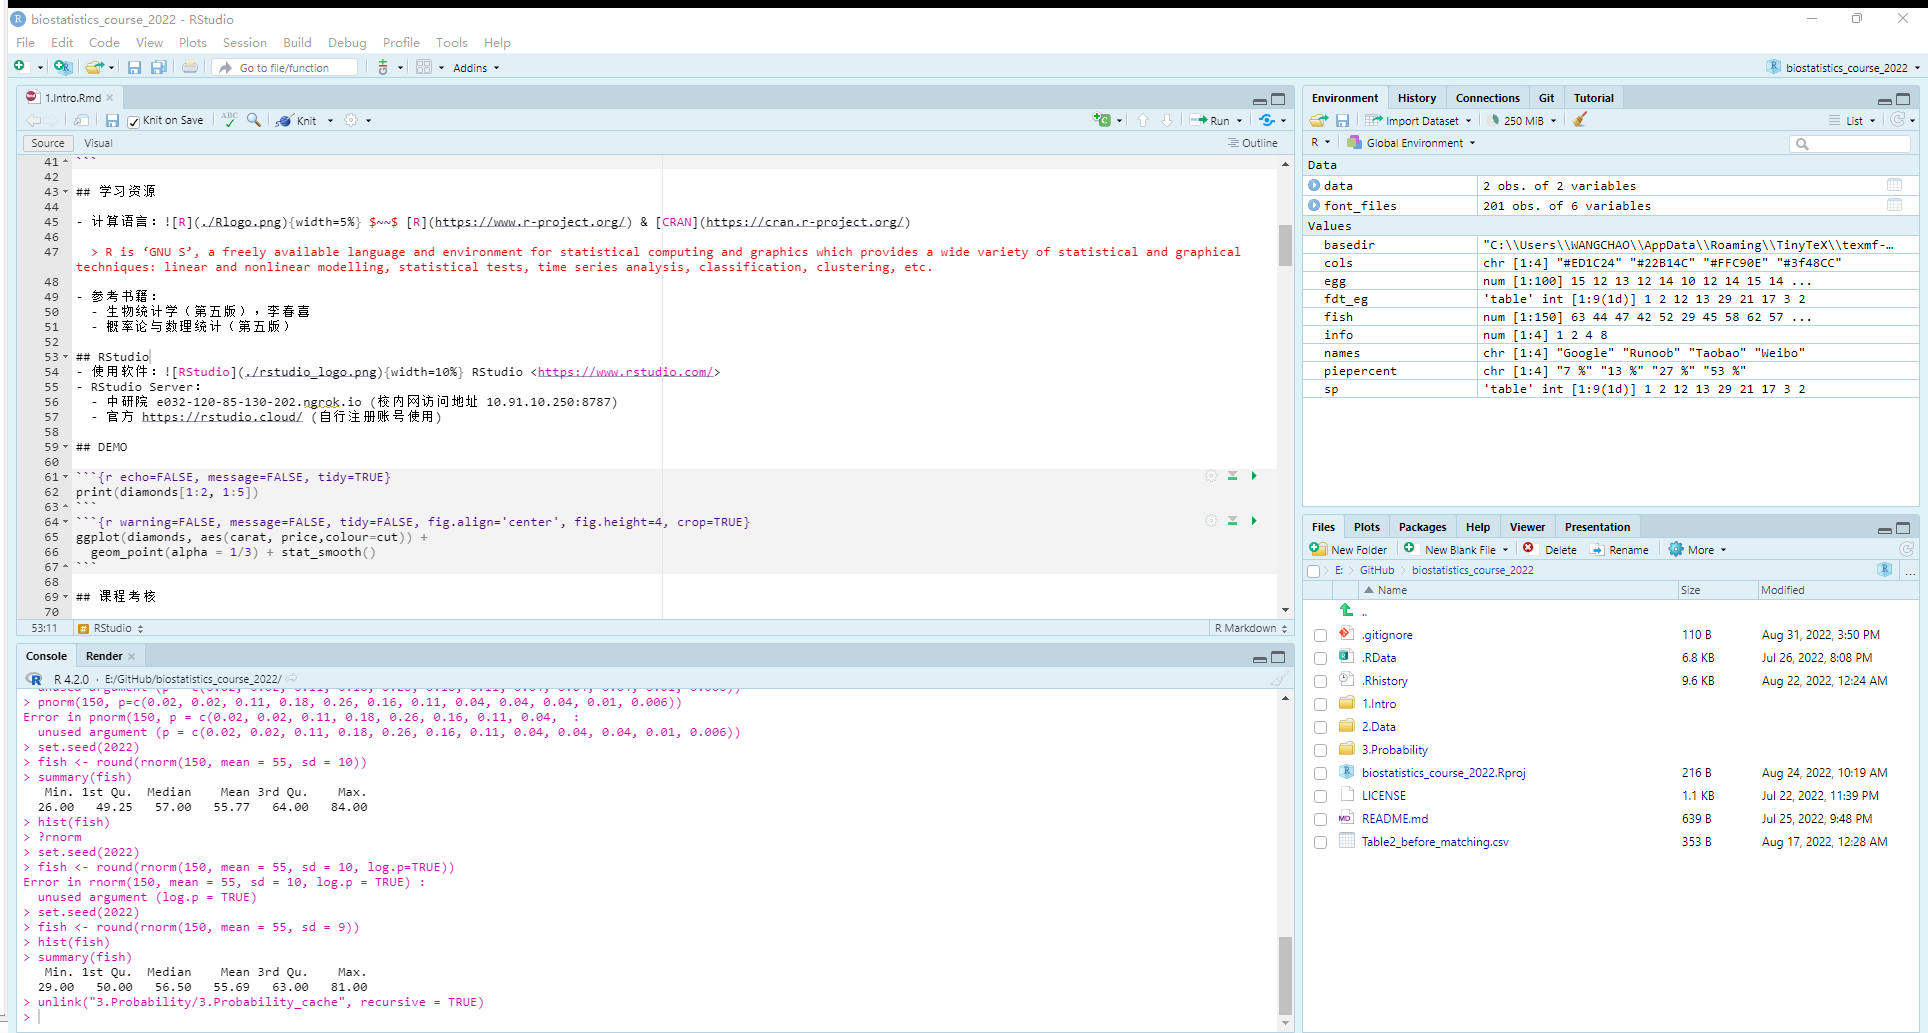 biostatistics_course_2022 - RStudio
File Edit Code View Plots Session Build Debug Profile Tools Help
Go to file/function Addins biostatistics_course_2022
1.Intro.Rmd
Knit on Save ABC Knit Run
Source Visual Outline
41 ```
42
43 ## 学习资源
44
45 - 计算语言：![R](./Rlogo.png){width=5%} $~~$ [R](https://www.r-project.org/) & [CRAN](https://cran.r-project.org/)
46
47 > R is ‘GNU S’, a freely available language and environment for statistical computing and graphics which provides a wide variety of statistical and graphical
techniques: linear and nonlinear modelling, statistical tests, time series analysis, classification, clustering, etc.
48
49 - 参考书籍：
50 - 生物统计学（第五版），李春喜
51 - 概率论与数理统计（第五版）
52
53 ## RStudio
54 - 使用软件：![RStudio](./rstudio_logo.png){width=10%} RStudio <https://www.rstudio.com/>
55 - RStudio Server：
56 - 中研院 e032-120-85-130-202.ngrok.io (校内网访问地址 10.91.10.250:8787)
57 - 官方 https://rstudio.cloud/ (自行注册账号使用)
58
59 ## DEMO
60
61 ```{r echo=FALSE, message=FALSE, tidy=TRUE}
62 print(diamonds[1:2, 1:5])
63 ```
64 ```{r warning=FALSE, message=FALSE, tidy=FALSE, fig.align='center', fig.height=4, crop=TRUE}
65 ggplot(diamonds, aes(carat, price,colour=cut)) +
66 geom_point(alpha = 1/3) + stat_smooth()
67 ```
68
69 ## 课程考核
70
53:11 # RStudio R Markdown
Console Render
R 4.2.0 · E:/GitHub/biostatistics_course_2022/
unused argument (p = c(0.02, 0.02, 0.11, 0.18, 0.26, 0.16, 0.11, 0.04, 0.04, 0.04, 0.01, 0.006))
> pnorm(150, p=c(0.02, 0.02, 0.11, 0.18, 0.26, 0.16, 0.11, 0.04, 0.04, 0.04, 0.01, 0.006))
Error in pnorm(150, p = c(0.02, 0.02, 0.11, 0.18, 0.26, 0.16, 0.11, 0.04, :
unused argument (p = c(0.02, 0.02, 0.11, 0.18, 0.26, 0.16, 0.11, 0.04, 0.04, 0.04, 0.01, 0.006))
> set.seed(2022)
> fish <- round(rnorm(150, mean = 55, sd = 10))
> summary(fish)
Min. 1st Qu. Median Mean 3rd Qu. Max.
26.00 49.25 57.00 55.77 64.00 84.00
> hist(fish)
> ?rnorm
> set.seed(2022)
> fish <- round(rnorm(150, mean = 55, sd = 10, log.p=TRUE))
Error in rnorm(150, mean = 55, sd = 10, log.p = TRUE) :
unused argument (log.p = TRUE)
> set.seed(2022)
> fish <- round(rnorm(150, mean = 55, sd = 9))
> hist(fish)
> summary(fish)
Min. 1st Qu. Median Mean 3rd Qu. Max.
29.00 50.00 56.50 55.69 63.00 81.00
> unlink("3.Probability/3.Probability_cache", recursive = TRUE)
>
Environment History Connections Git Tutorial
Import Dataset 250 MiB List
R Global Environment
Data
data 2 obs. of 2 variables
font_files 201 obs. of 6 variables
Values
basedir "C:\\Users\\WANGCHAO\\AppData\\Roaming\\TinyTeX\\texmf-…
cols chr [1:4] "#ED1C24" "#22B14C" "#FFC90E" "#3f48CC"
egg num [1:100] 15 12 13 12 14 10 12 14 15 14 ...
fdt_eg 'table' int [1:9(1d)] 1 2 12 13 29 21 17 3 2
fish num [1:150] 63 44 47 42 52 29 45 58 62 57 ...
info num [1:4] 1 2 4 8
names chr [1:4] "Google" "Runoob" "Taobao" "Weibo"
piepercent chr [1:4] "7 %" "13 %" "27 %" "53 %"
sp 'table' int [1:9(1d)] 1 2 12 13 29 21 17 3 2
Files Plots Packages Help Viewer Presentation
New Folder New Blank File Delete Rename More
E: GitHub biostatistics_course_2022 ...
Name Size Modified
..
.gitignore 110 B Aug 31, 2022, 3:50 PM
.RData 6.8 KB Jul 26, 2022, 8:08 PM
.Rhistory 9.6 KB Aug 22, 2022, 12:24 AM
1.Intro
2.Data
3.Probability
biostatistics_course_2022.Rproj 216 B Aug 24, 2022, 10:19 AM
LICENSE 1.1 KB Jul 22, 2022, 11:39 PM
README.md 639 B Jul 25, 2022, 9:48 PM
Table2_before_matching.csv 353 B Aug 17, 2022, 12:28 AM